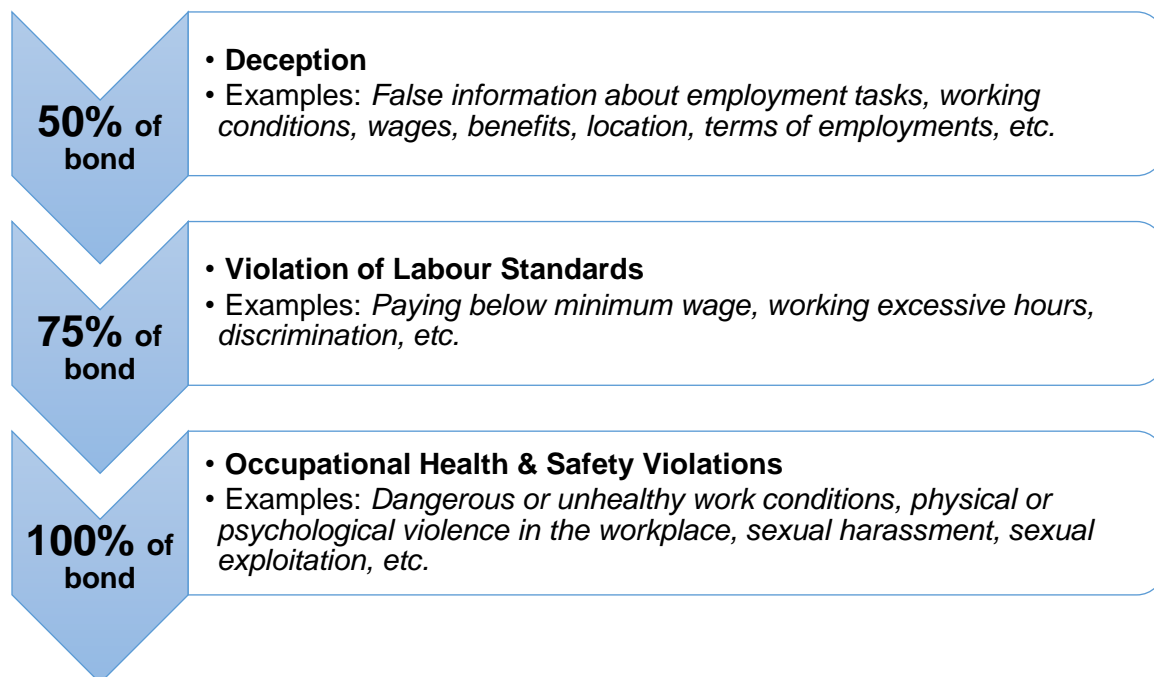 50% of
bond
• Deception
• Examples: False information about employment tasks, working
conditions, wages, benefits, location, terms of employments, etc.
75% of
bond
• Violation of Labour Standards
• Examples: Paying below minimum wage, working excessive hours,
discrimination, etc.
100% of
bond
• Occupational Health & Safety Violations
• Examples: Dangerous or unhealthy work conditions, physical or
psychological violence in the workplace, sexual harassment, sexual
exploitation, etc.